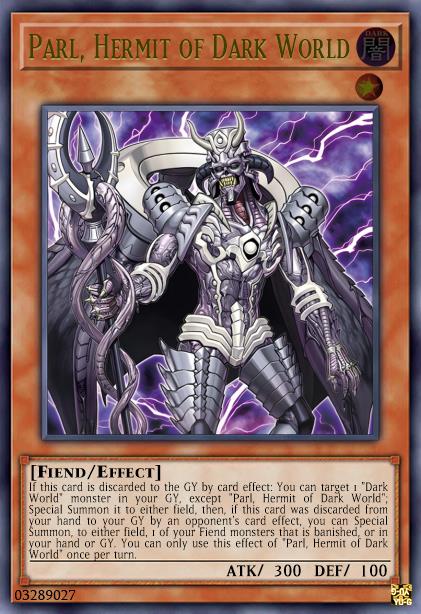 PARL, HERMIT OF DARK WORLD
DARK
闇
[FIEND/EFFECT]
If this card is discarded to the GY by card effect: You can target 1 "Dark
World" monster in your GY, except "Parl, Hermit of Dark World";
Special Summon it to either field, then, if this card was discarded from
your hand to your GY by an opponent's card effect, you can Special
Summon, to either field, 1 of your Fiend monsters that is banished, or in
your hand or GY. You can only use this effect of "Parl, Hermit of Dark
World" once per turn.
ATK/ 300 DEF/ 100
03289027